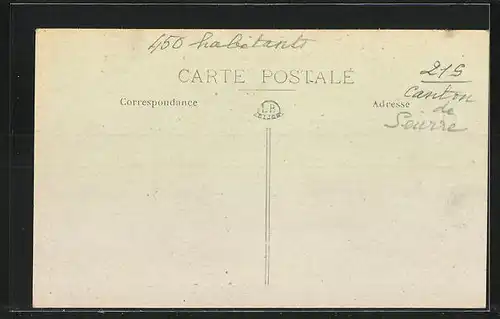 450 habitants
CARTE POSTALE
215
Correspondance
Adresse
Canton
de
Seurre